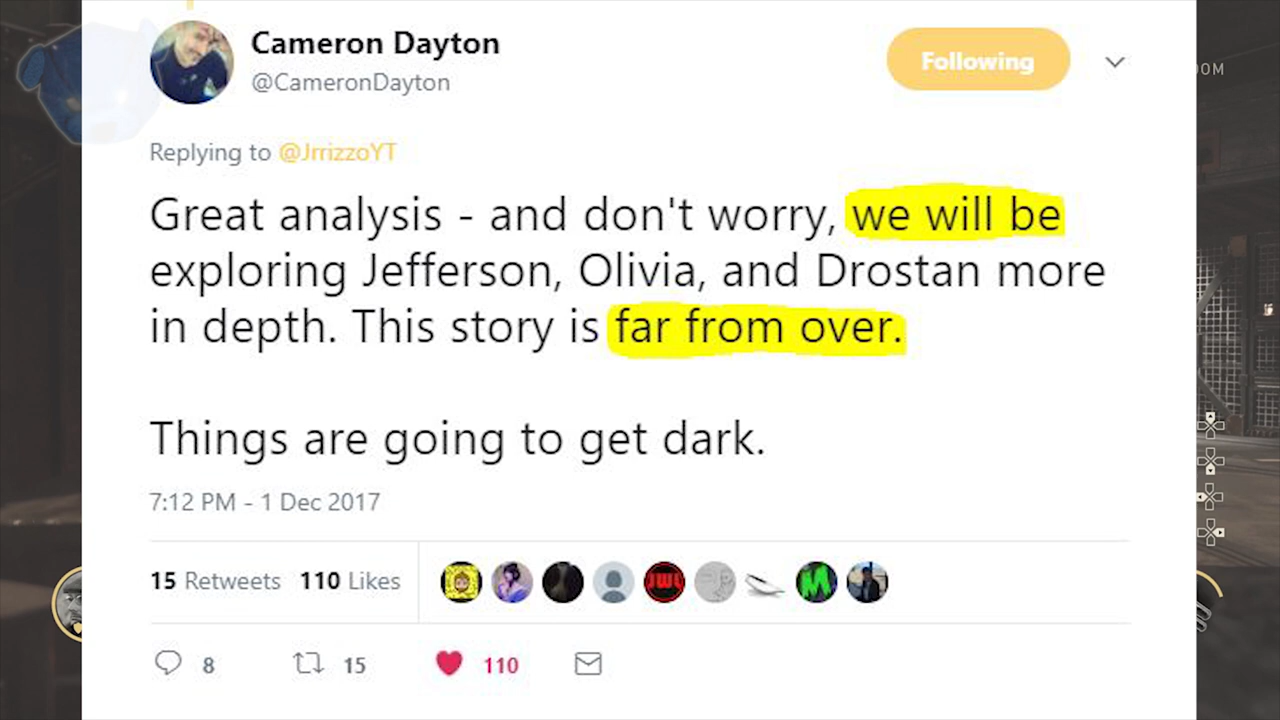 Cameron Dayton
@CameronDayton
Following
OOM
Replying to @JrrizzoYT
Great analysis - and don't worry, we will be
exploring Jefferson, Olivia, and Drostan more
in depth. This story is far from over.
Things are going to get dark.
7:12 PM - 1 Dec 2017
15 Retweets 110 Likes
JWL
M
8 15 110